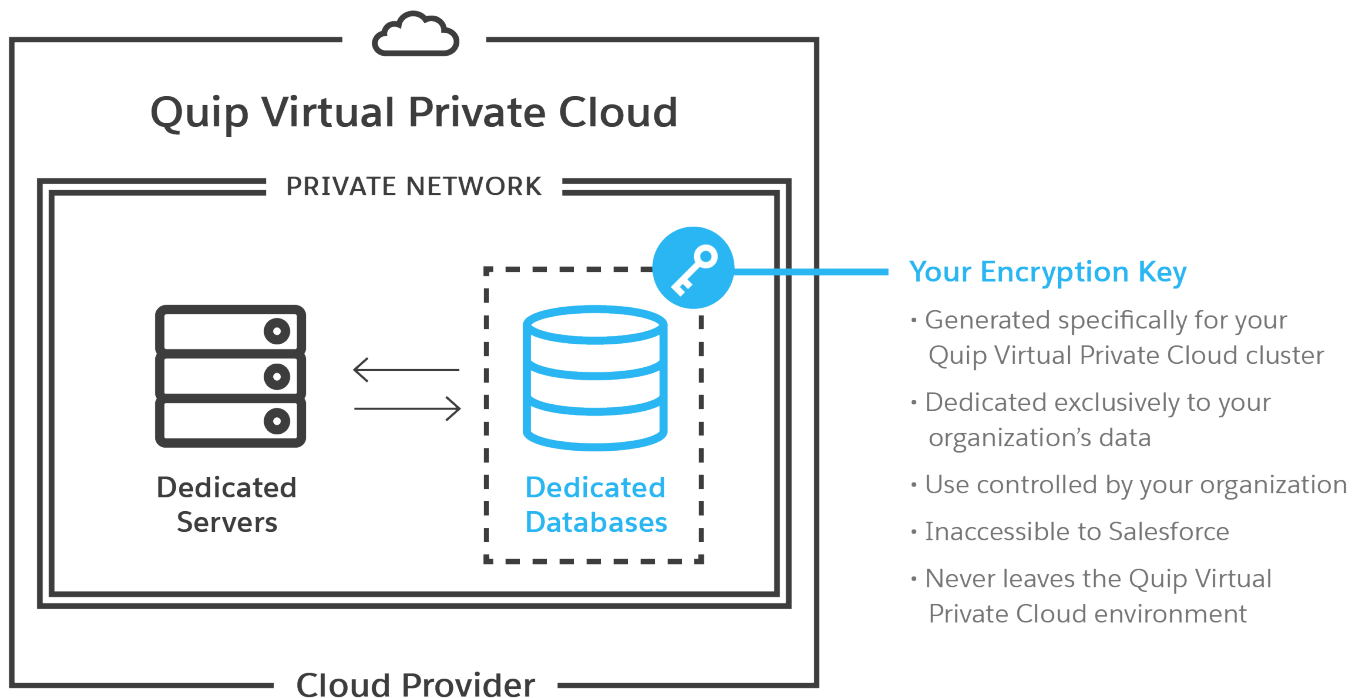 Quip Virtual Private Cloud
PRIVATE NETWORK
Dedicated
Servers
Dedicated
Databases
Cloud Provider
Your Encryption Key
· Generated specifically for your
Quip Virtual Private Cloud cluster
· Dedicated exclusively to your
organization’s data
· Use controlled by your organization
· Inaccessible to Salesforce
· Never leaves the Quip Virtual
Private Cloud environment